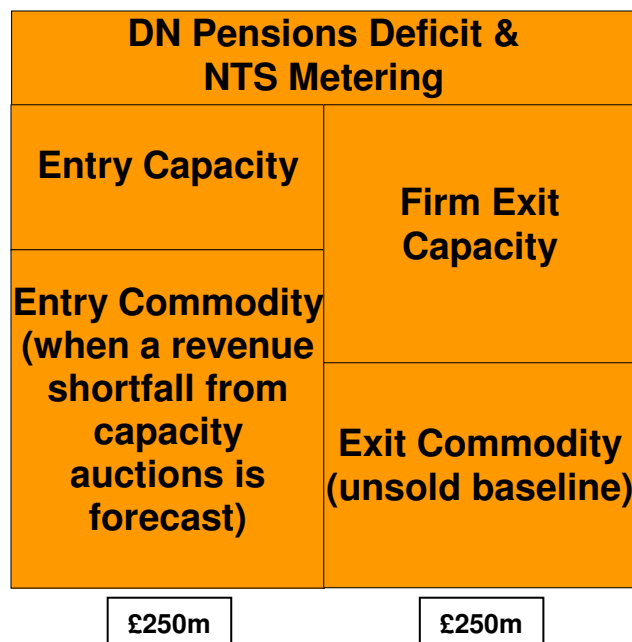 DN Pensions Deficit &
NTS Metering
Entry Capacity
Entry Commodity
(when a revenue
shortfall from
capacity
auctions is
forecast)
Firm Exit
Capacity
Exit Commodity
(unsold baseline)
£250m
£250m